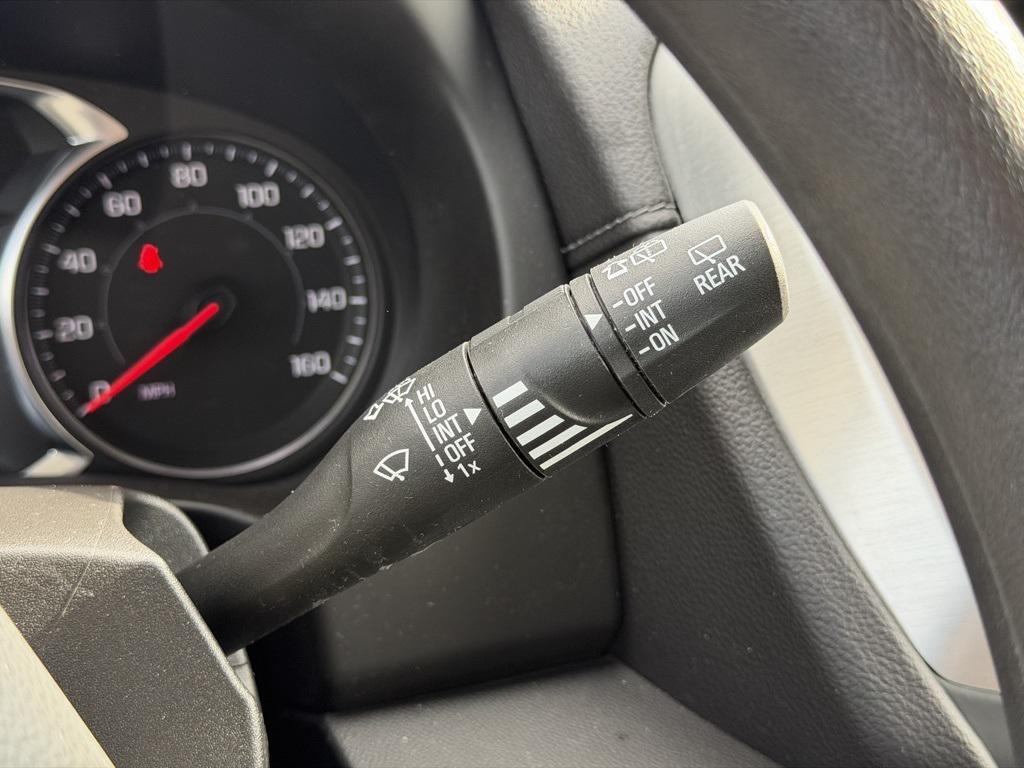 0
20
40
60
80
100
120
140
160
MPH
HI
LO
INT
OFF
1x
-OFF
-INT
-ON
REAR